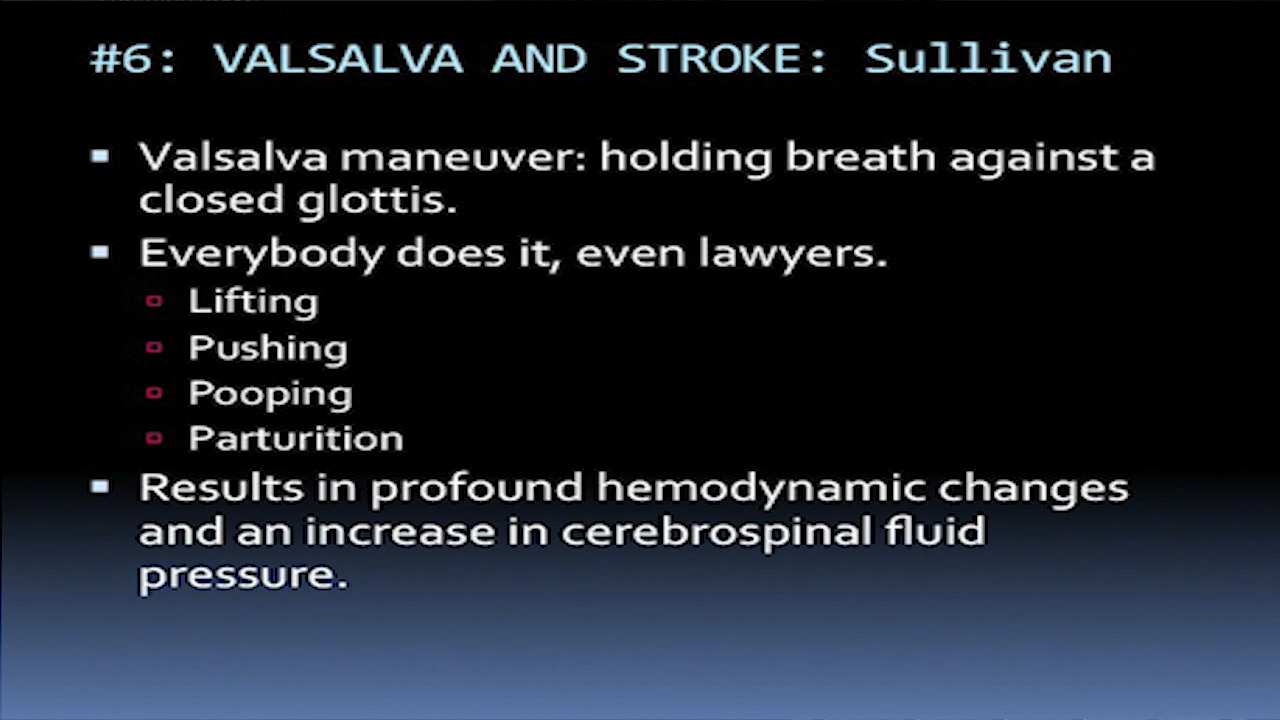 #6: VALSALVA AND STROKE: Sullivan
Valsalva maneuver: holding breath against a
closed glottis.
Everybody does it, even lawyers.
Lifting
Pushing
Pooping
Parturition
Results in profound hemodynamic changes
and an increase in cerebrospinal fluid
pressure.